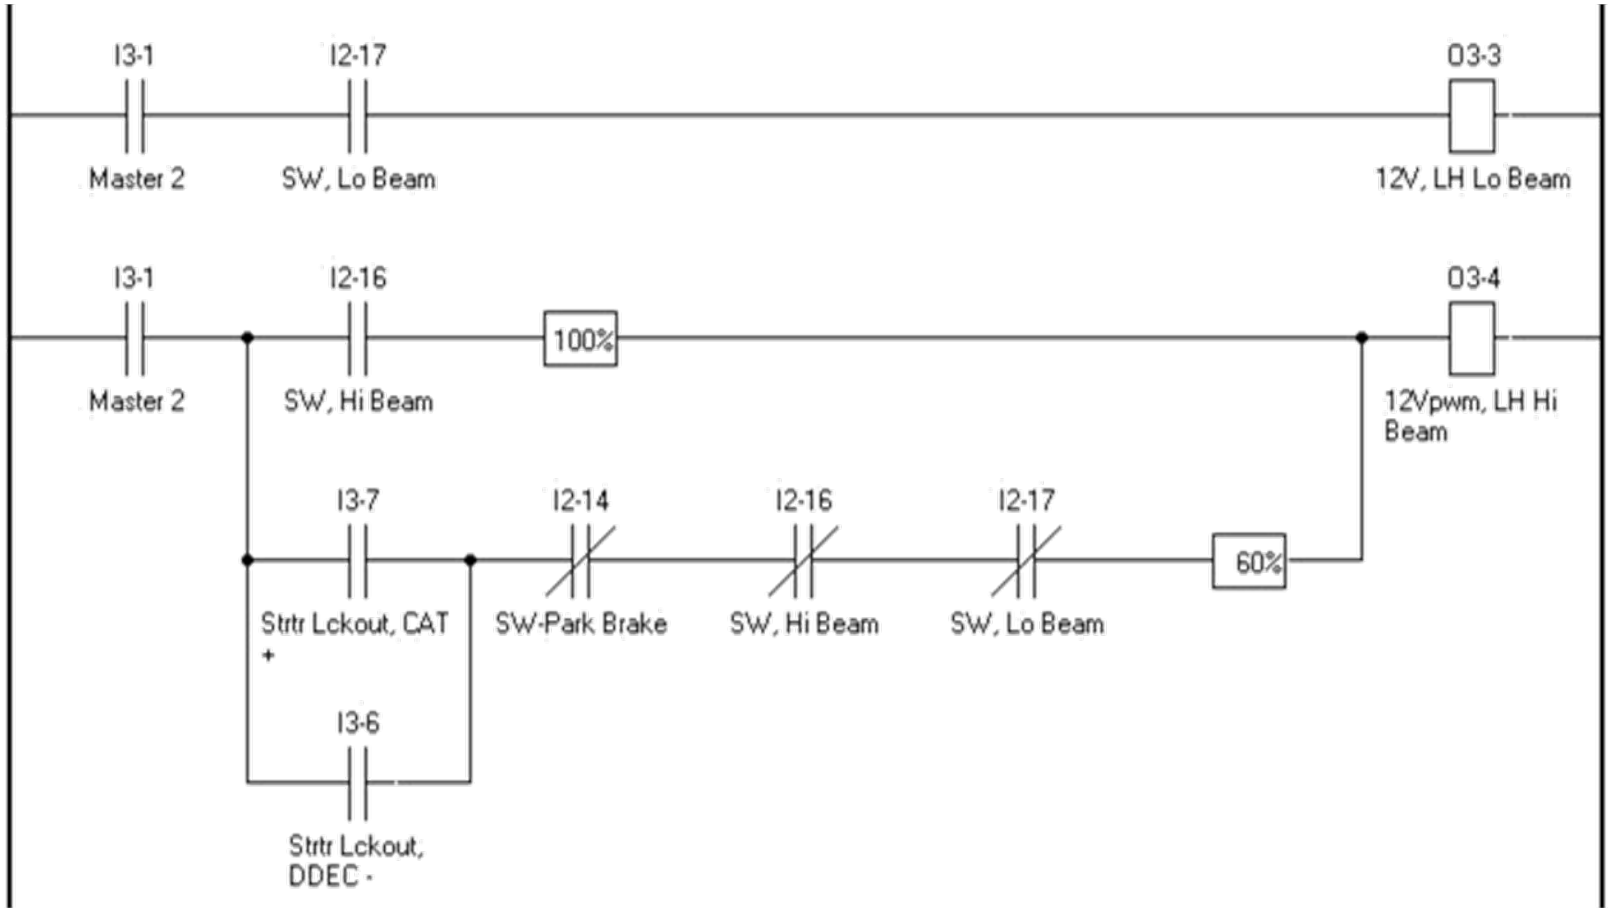 I3-1 I2-17 O3-3
Master 2 SW, Lo Beam 12V, LH Lo Beam
I3-1 I2-16 O3-4
100%
Master 2 SW, Hi Beam 12Vpwm, LH Hi
Beam
I3-7 I2-14 I2-16 I2-17
60%
Strtr Lckout, CAT SW-Park Brake SW, Hi Beam SW, Lo Beam
+
I3-6
Strtr Lckout,
DDEC -